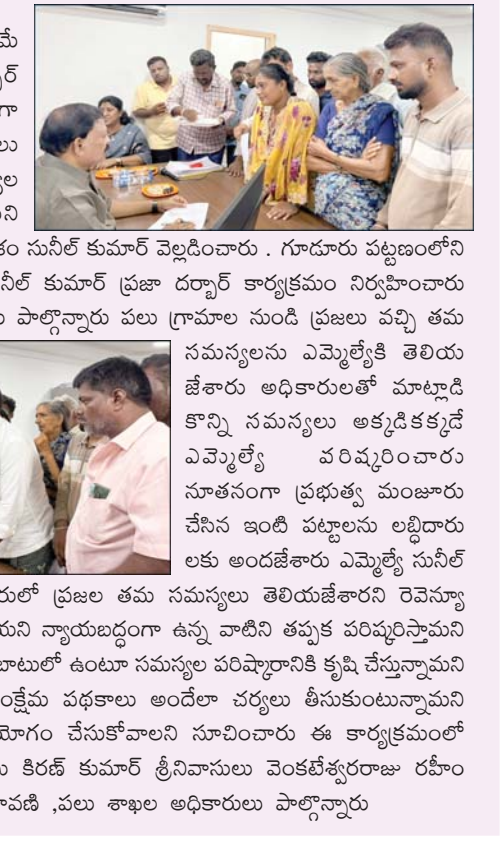 సునీల్ కుమార్ వెల్లడించారు . గూడూరు పట్టణంలోని
కుమార్ ప్రజా దర్బార్ కార్యక్రమం నిర్వహించారు
పాల్గొన్నారు పలు గ్రామాల నుండి ప్రజలు వచ్చి తమ
సమస్యలను ఎమ్మెల్యేకి తెలియ
జేశారు అధికారులతో మాట్లాడి
కొన్ని సమస్యలు అక్కడికక్కడే
ఎమ్మెల్యే పరిష్కరించారు
నూతనంగా ప్రభుత్వ మంజూరు
చేసిన ఇంటి పట్టాలను లబ్ధిదారు
లకు అందజేశారు ఎమ్మెల్యే సునీల్
ప్రజల తమ సమస్యలు తెలియజేశారని రెవెన్యూ
న్యాయబద్ధంగా ఉన్న వాటిని తప్పక పరిష్కరిస్తామని
ఉంటూ సమస్యల పరిష్కారానికి కృషి చేస్తున్నామని
పథకాలు అందేలా చర్యలు తీసుకుంటున్నామని
చేసుకోవాలని సూచించారు ఈ కార్యక్రమంలో
కిరణ్ కుమార్ శ్రీనివాసులు వెంకటేశ్వరరాజు రహీం
,పలు శాఖల అధికారులు పాల్గొన్నారు